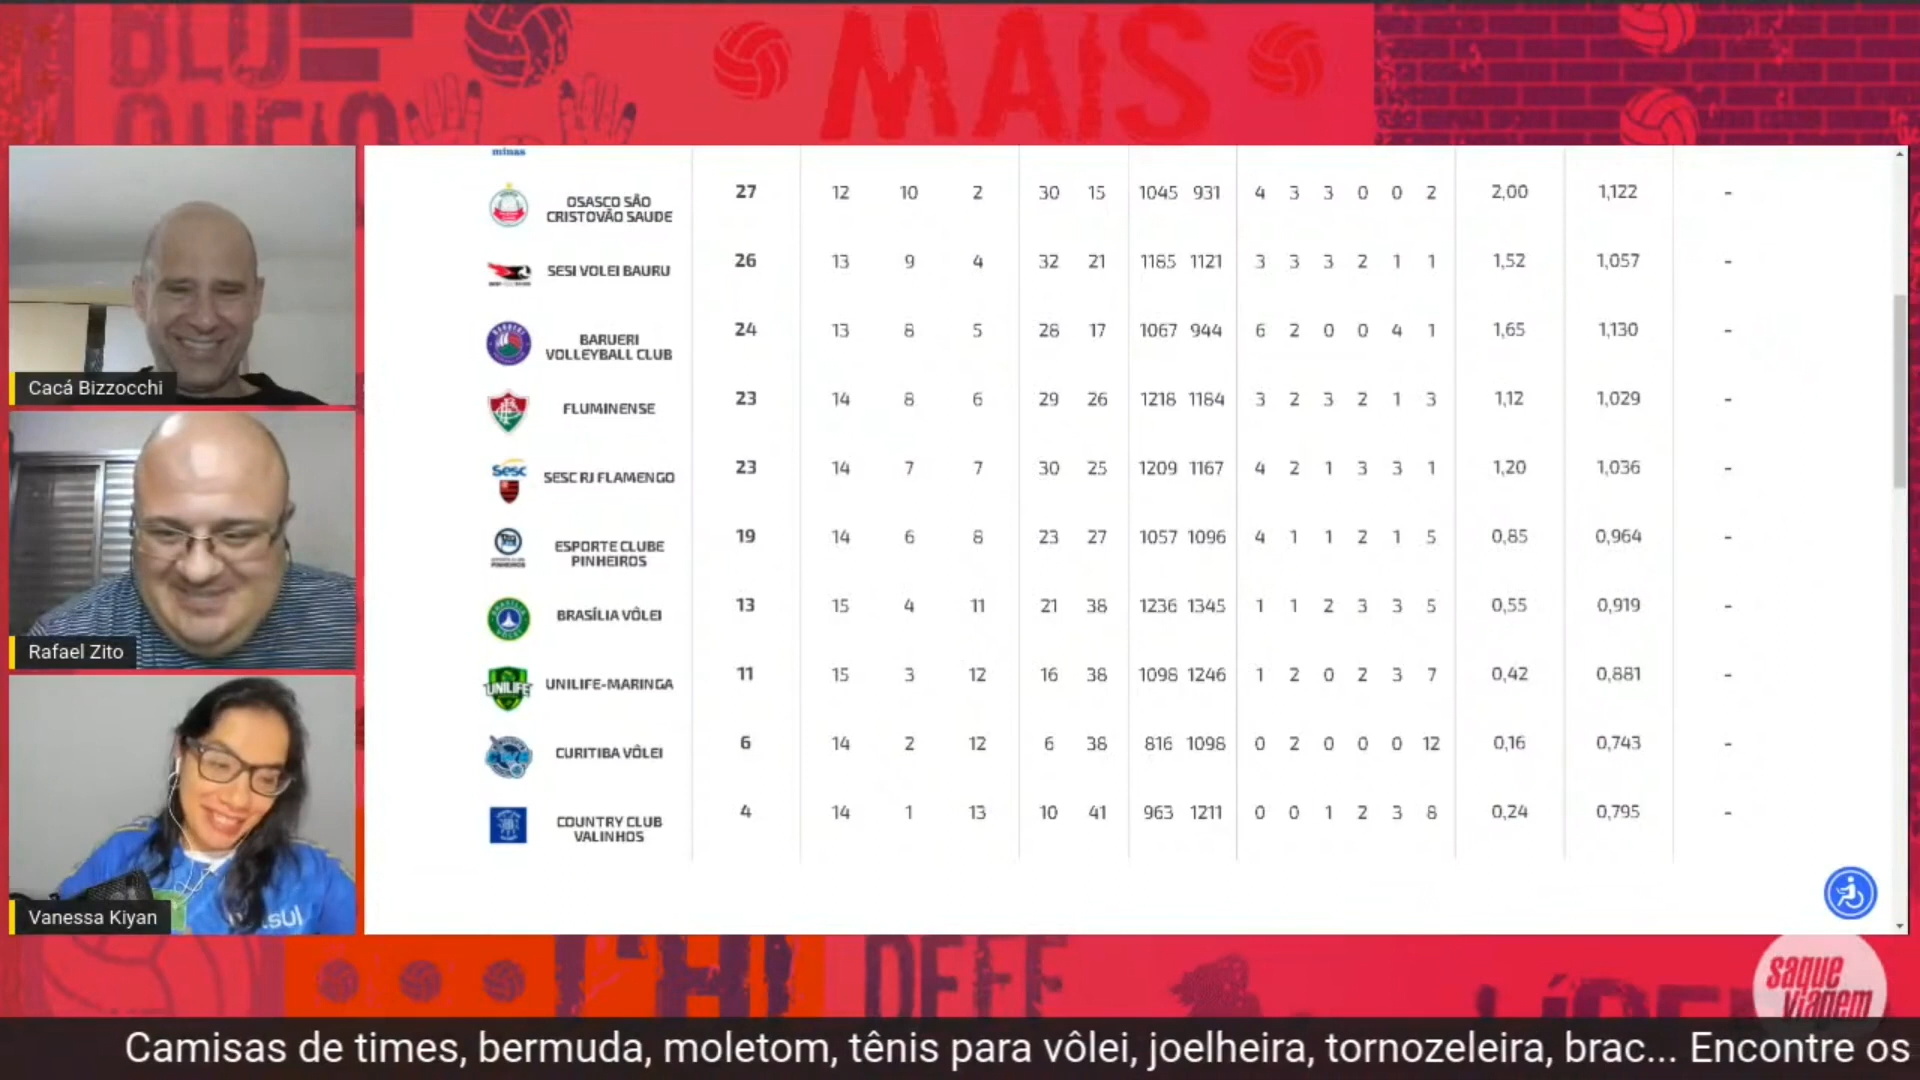 BLO
QUEIO
MAIS
minas
OSASCO SÃO
CRISTOVÃO SAUDE
27 12 10 2 30 15 1045 931 4 3 3 0 0 2 2,00 1,122 -
SESI VOLEI BAURU 26 13 9 4 32 21 1185 1121 3 3 3 2 1 1 1,52 1,057 -
BARUERI
VOLLEYBALL CLUB
24 13 8 5 28 17 1067 944 6 2 0 0 4 1 1,65 1,130 -
FLUMINENSE 23 14 8 6 29 26 1218 1184 3 2 3 2 1 3 1,12 1,029 -
Sesc
SESC RJ FLAMENGO 23 14 7 7 30 25 1209 1167 4 2 1 3 3 1 1,20 1,036 -
ESPORTE CLUBE
PINHEIROS
19 14 6 8 23 27 1057 1096 4 1 1 2 1 5 0,85 0,964 -
BRASÍLIA VÔLEI 13 15 4 11 21 38 1236 1345 1 1 2 3 3 5 0,55 0,919 -
UNILIFE
UNILIFE-MARINGA 11 15 3 12 16 38 1098 1246 1 2 0 2 3 7 0,42 0,881 -
CURITIBA VÔLEI 6 14 2 12 6 38 816 1098 0 2 0 0 0 12 0,16 0,743 -
COUNTRY CLUB
VALINHOS
4 14 1 13 10 41 963 1211 0 0 1 2 3 8 0,24 0,795 -
Cacá Bizzocchi
Rafael Zito
Vanessa Kiyan
DEFE
LÍDER
saque
viagem
Camisas de times, bermuda, moletom, tênis para vôlei, joelheira, tornozeleira, brac... Encontre os